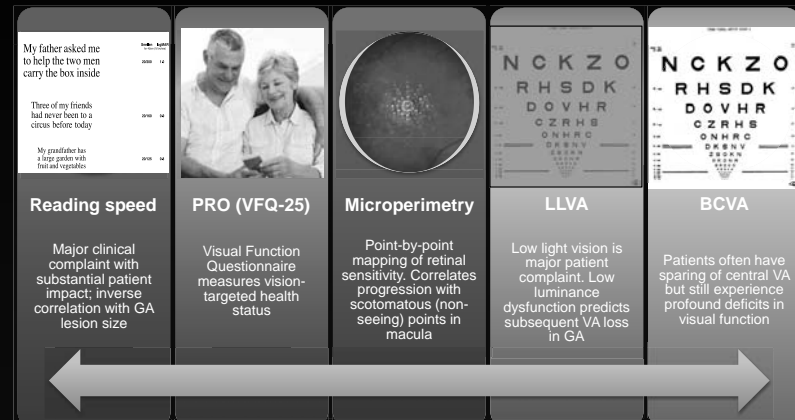 My father asked me
to help the two men
carry the box inside
Three of my friends
had never been to a
circus before today
My grandfather has
a large garden with
fruit and vegetables
N C K Z O
R H S D K
D O V H R
C Z R H S
O N H R C
D K S N V
N C K Z O
R H S D K
D O V H R
C Z R H S
O N H R C
D K S N V
Reading speed
Major clinical
complaint with
substantial patient
impact; inverse
correlation with GA
lesion size
PRO (VFQ-25)
Visual Function
Questionnaire
measures vision-
targeted health
status
Microperimetry
Point-by-point
mapping of retinal
sensitivity. Correlates
progression with
scotomatous (non-
seeing) points in
macula
LLVA
Low light vision is
major patient
complaint. Low
luminance
dysfunction predicts
subsequent VA loss
in GA
BCVA
Patients often have
sparing of central VA
but still experience
profound deficits in
visual function